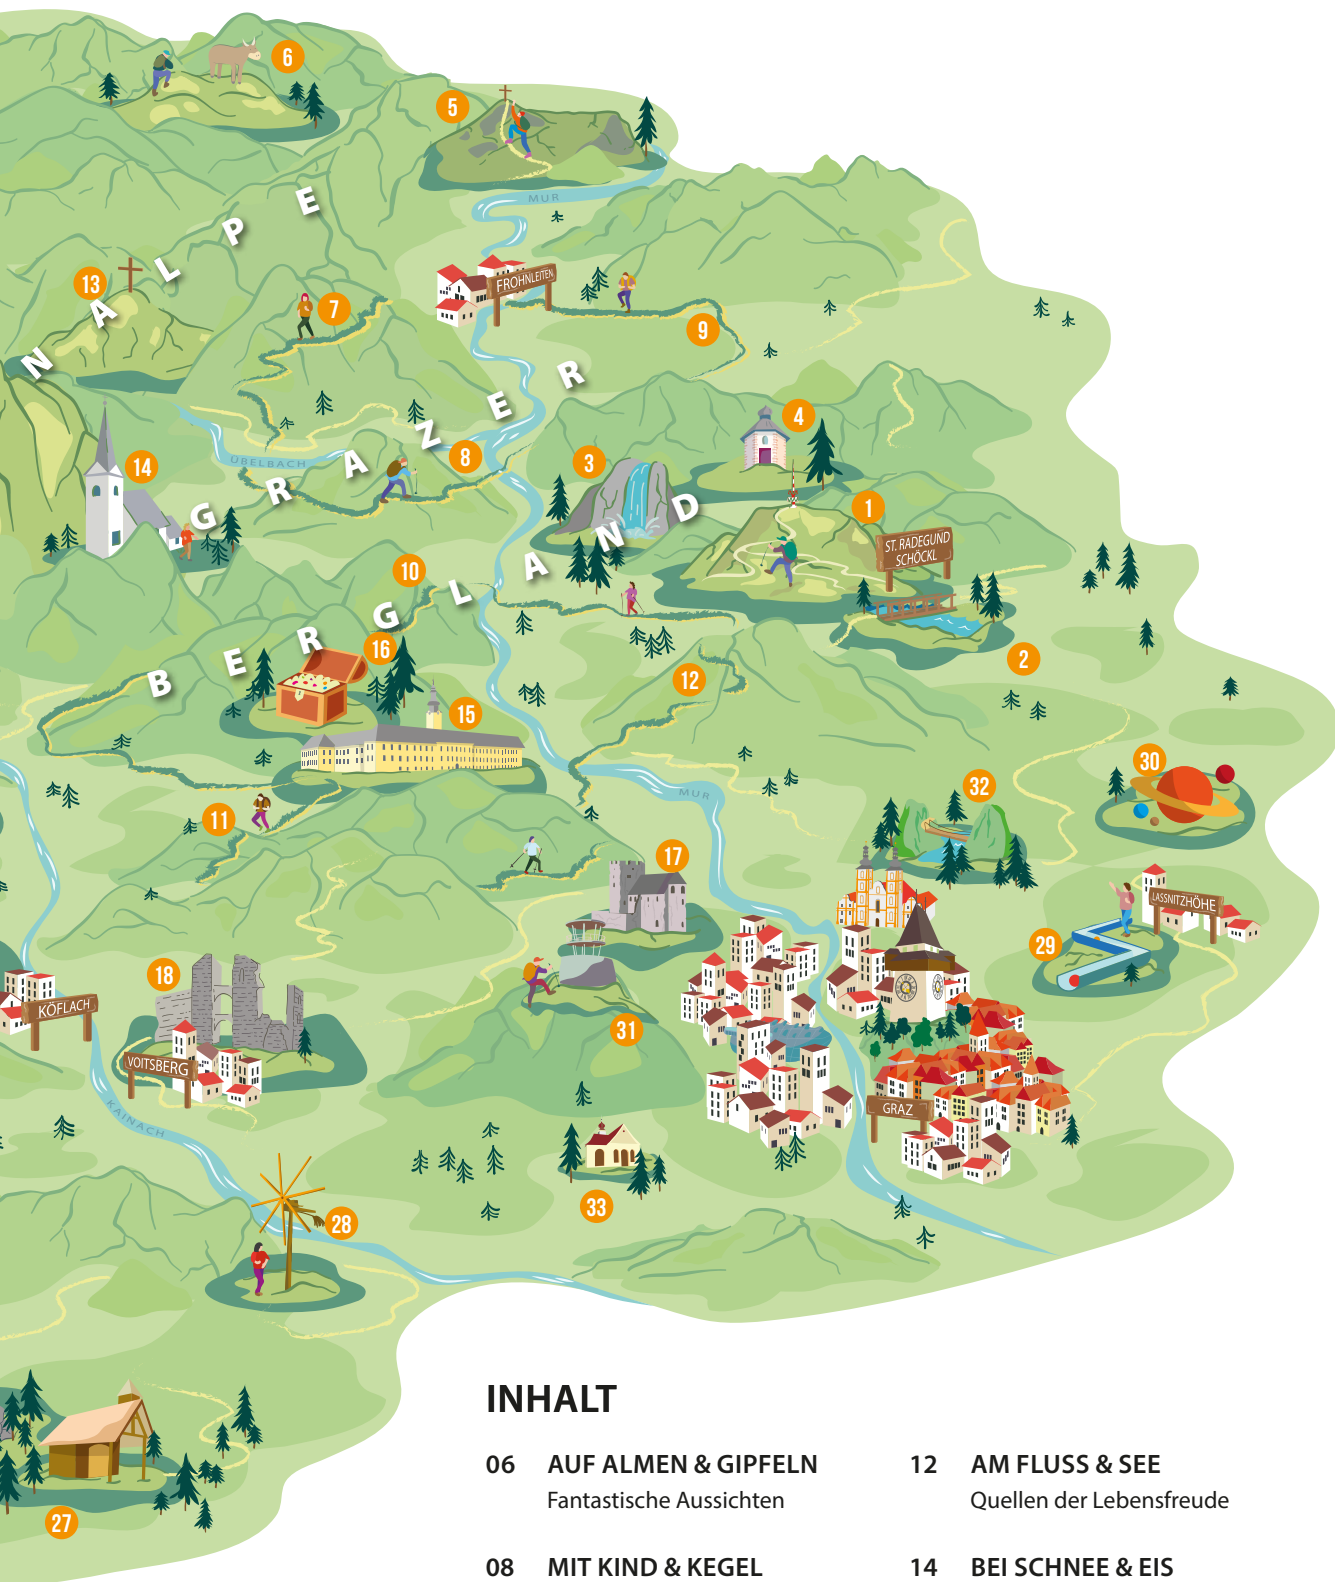 6
5
MUR
N A L P E
13
7
FROHNLEITEN
9
4
3
8
ÜBELBACH
14
1
ST. RADEGUND
SCHÖCKL
GRAZER
BERGLAND
10
16
2
12
15
30
MUR
32
11
17
LASSNITZHÖHE
29
18
KÖFLACH
31
VOITSBERG
KAINACH
GRAZ
33
28
27
INHALT
06 AUF ALMEN & GIPFELN
Fantastische Aussichten
12 AM FLUSS & SEE
Quellen der Lebensfreude
08 MIT KIND & KEGEL
14 BEI SCHNEE & EIS